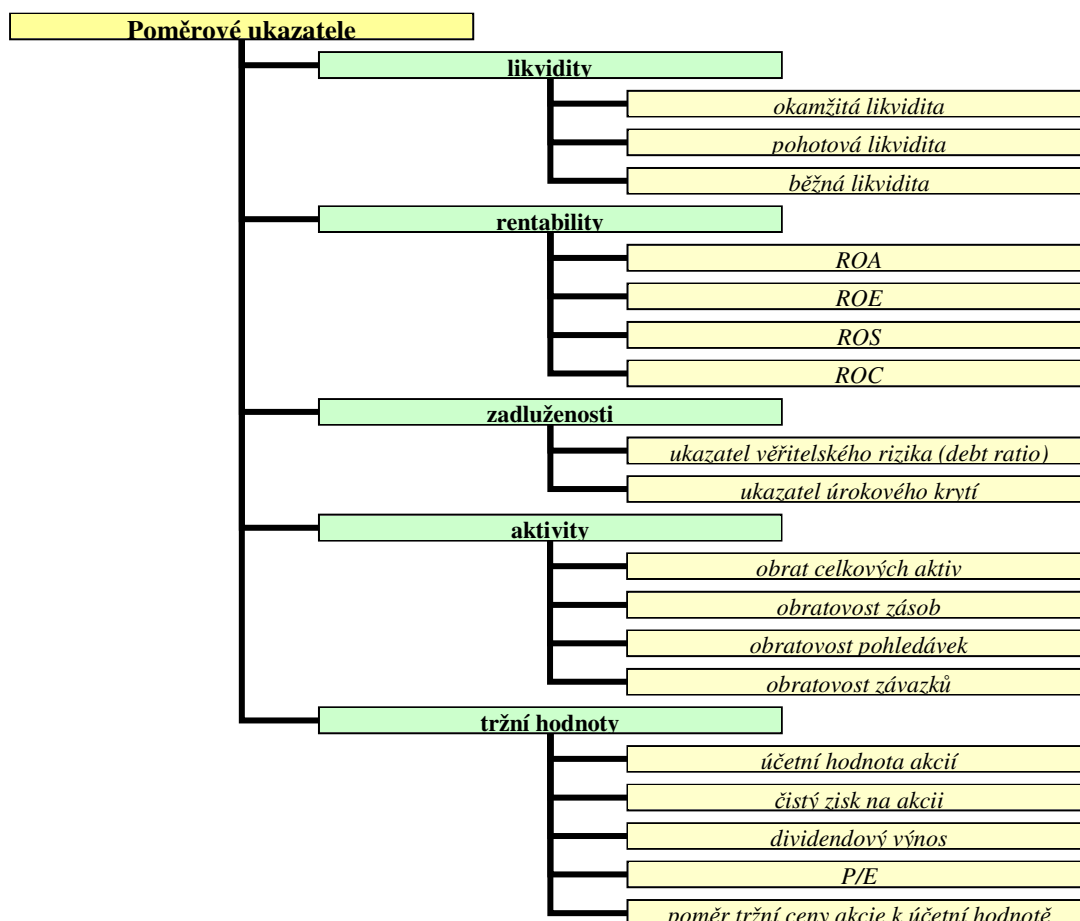 Poměrové ukazatele
likvidity
okamžitá likvidita
pohotová likvidita
běžná likvidita
rentability
ROA
ROE
ROS
ROC
zadluženosti
ukazatel věřitelského rizika (debt ratio)
ukazatel úrokového krytí
aktivity
obrat celkových aktiv
obratovost zásob
obratovost pohledávek
obratovost závazků
tržní hodnoty
účetní hodnota akcií
čistý zisk na akcii
dividendový výnos
P/E
poměr tržní ceny akcie k účetní hodnotě